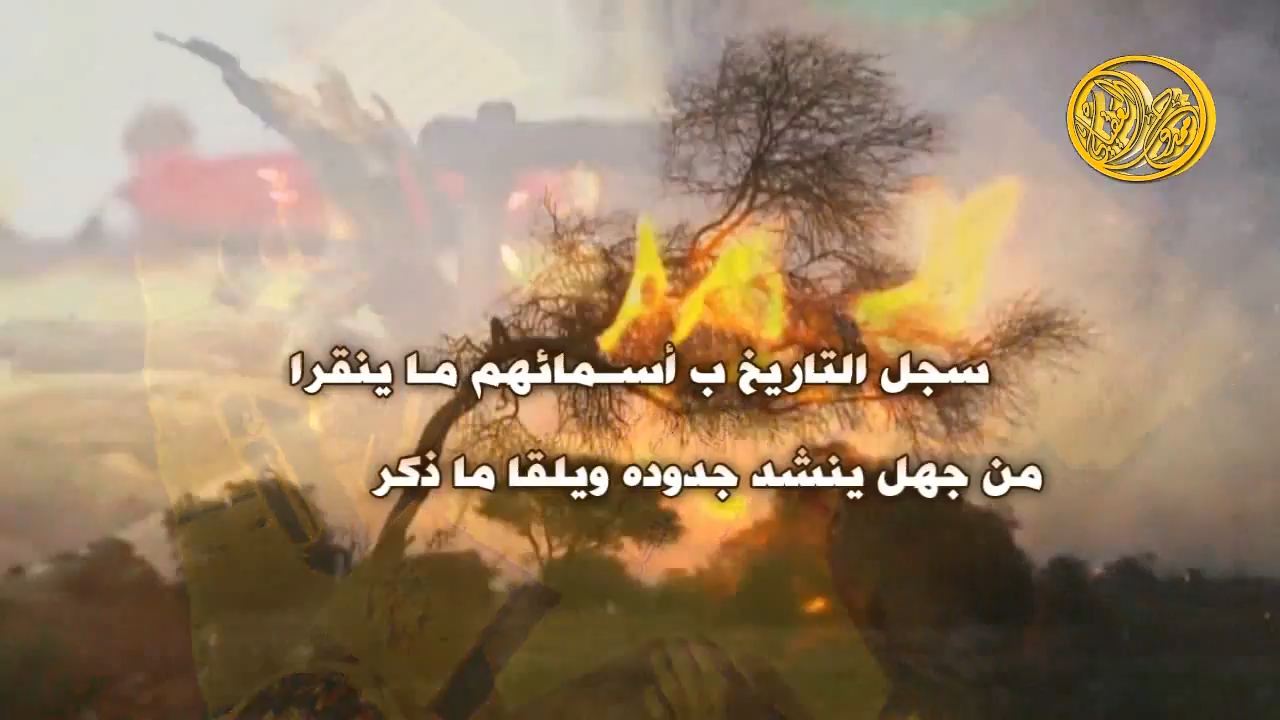 سجل التاريخ ب أسمائهم ما ينقرا
من جهل ينشد جدوده ويلقا ما ذكر